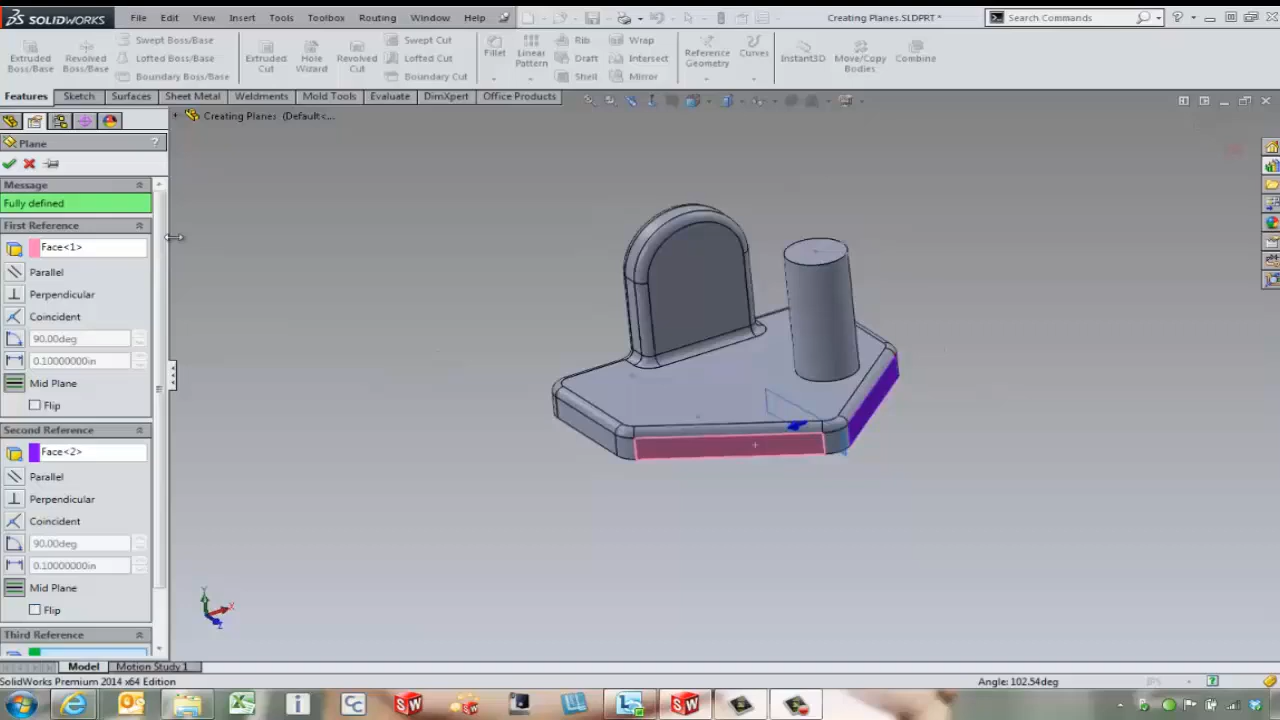 SOLIDWORKS File Edit View Insert Tools Toolbox Routing Window Help Creating Planes.SLDPRT * Search Commands
Extruded Boss/Base
Revolved Boss/Base
Swept Boss/Base
Lofted Boss/Base
Boundary Boss/Base
Extruded Cut
Hole Wizard
Revolved Cut
Swept Cut
Lofted Cut
Boundary Cut
Fillet
Linear Pattern
Rib
Draft
Shell
Wrap
Intersect
Mirror
Reference Geometry
Curves
Instant3D
Move/Copy Bodies
Combine
Features Sketch Surfaces Sheet Metal Weldments Mold Tools Evaluate DimXpert Office Products
Creating Planes (Default<...
Plane ?
Message
Fully defined
First Reference
Face<1>
Parallel
Perpendicular
Coincident
90.00deg
0.10000000in
Mid Plane
Flip
Second Reference
Face<2>
Parallel
Perpendicular
Coincident
90.00deg
0.10000000in
Mid Plane
Flip
Third Reference
Y
X
Z
Model Motion Study 1
SolidWorks Premium 2014 x64 Edition Angle: 102.54deg IPS